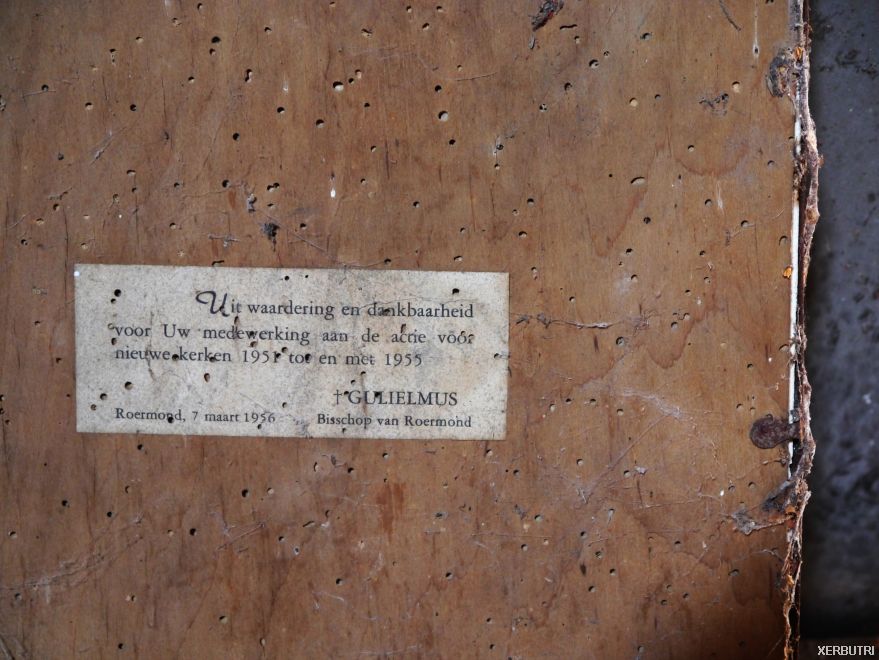 Uit waardering en dankbaarheid
voor Uw medewerking aan de actie voor
nieuwe kerken 1951 tot en met 1955
†GULIELMUS
Roermond, 7 maart 1956 Bisschop van Roermond
XERBUTRI